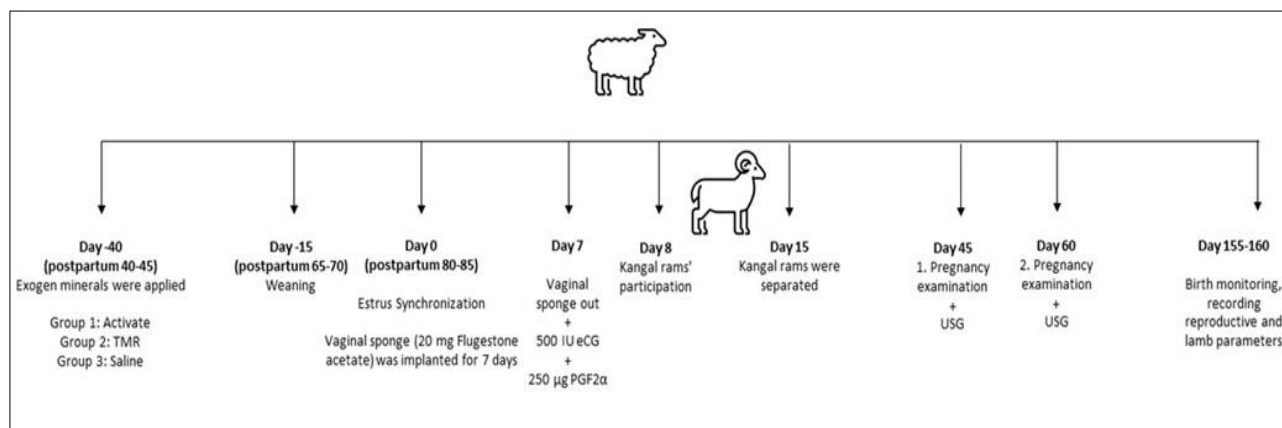 Day -40
(postpartum 40-45)
Exogen minerals were applied
Group 1: Activate
Group 2: TMR
Group 3: Saline
Day -15
(postpartum 65-70)
Weaning
Day 0
(postpartum 80-85)
Estrus Synchronization
Vaginal sponge (20 mg Flugestone
acetate) was implanted for 7 days
Day 7
Vaginal
sponge out
+
500 IU eCG
+
250 µg PGF2α
Day 8
Kangal rams'
participation
Day 15
Kangal rams were
separated
Day 45
1. Pregnancy
examination
+
USG
Day 60
2. Pregnancy
examination
+
USG
Day 155-160
Birth monitoring,
recording
reproductive and
lamb parameters